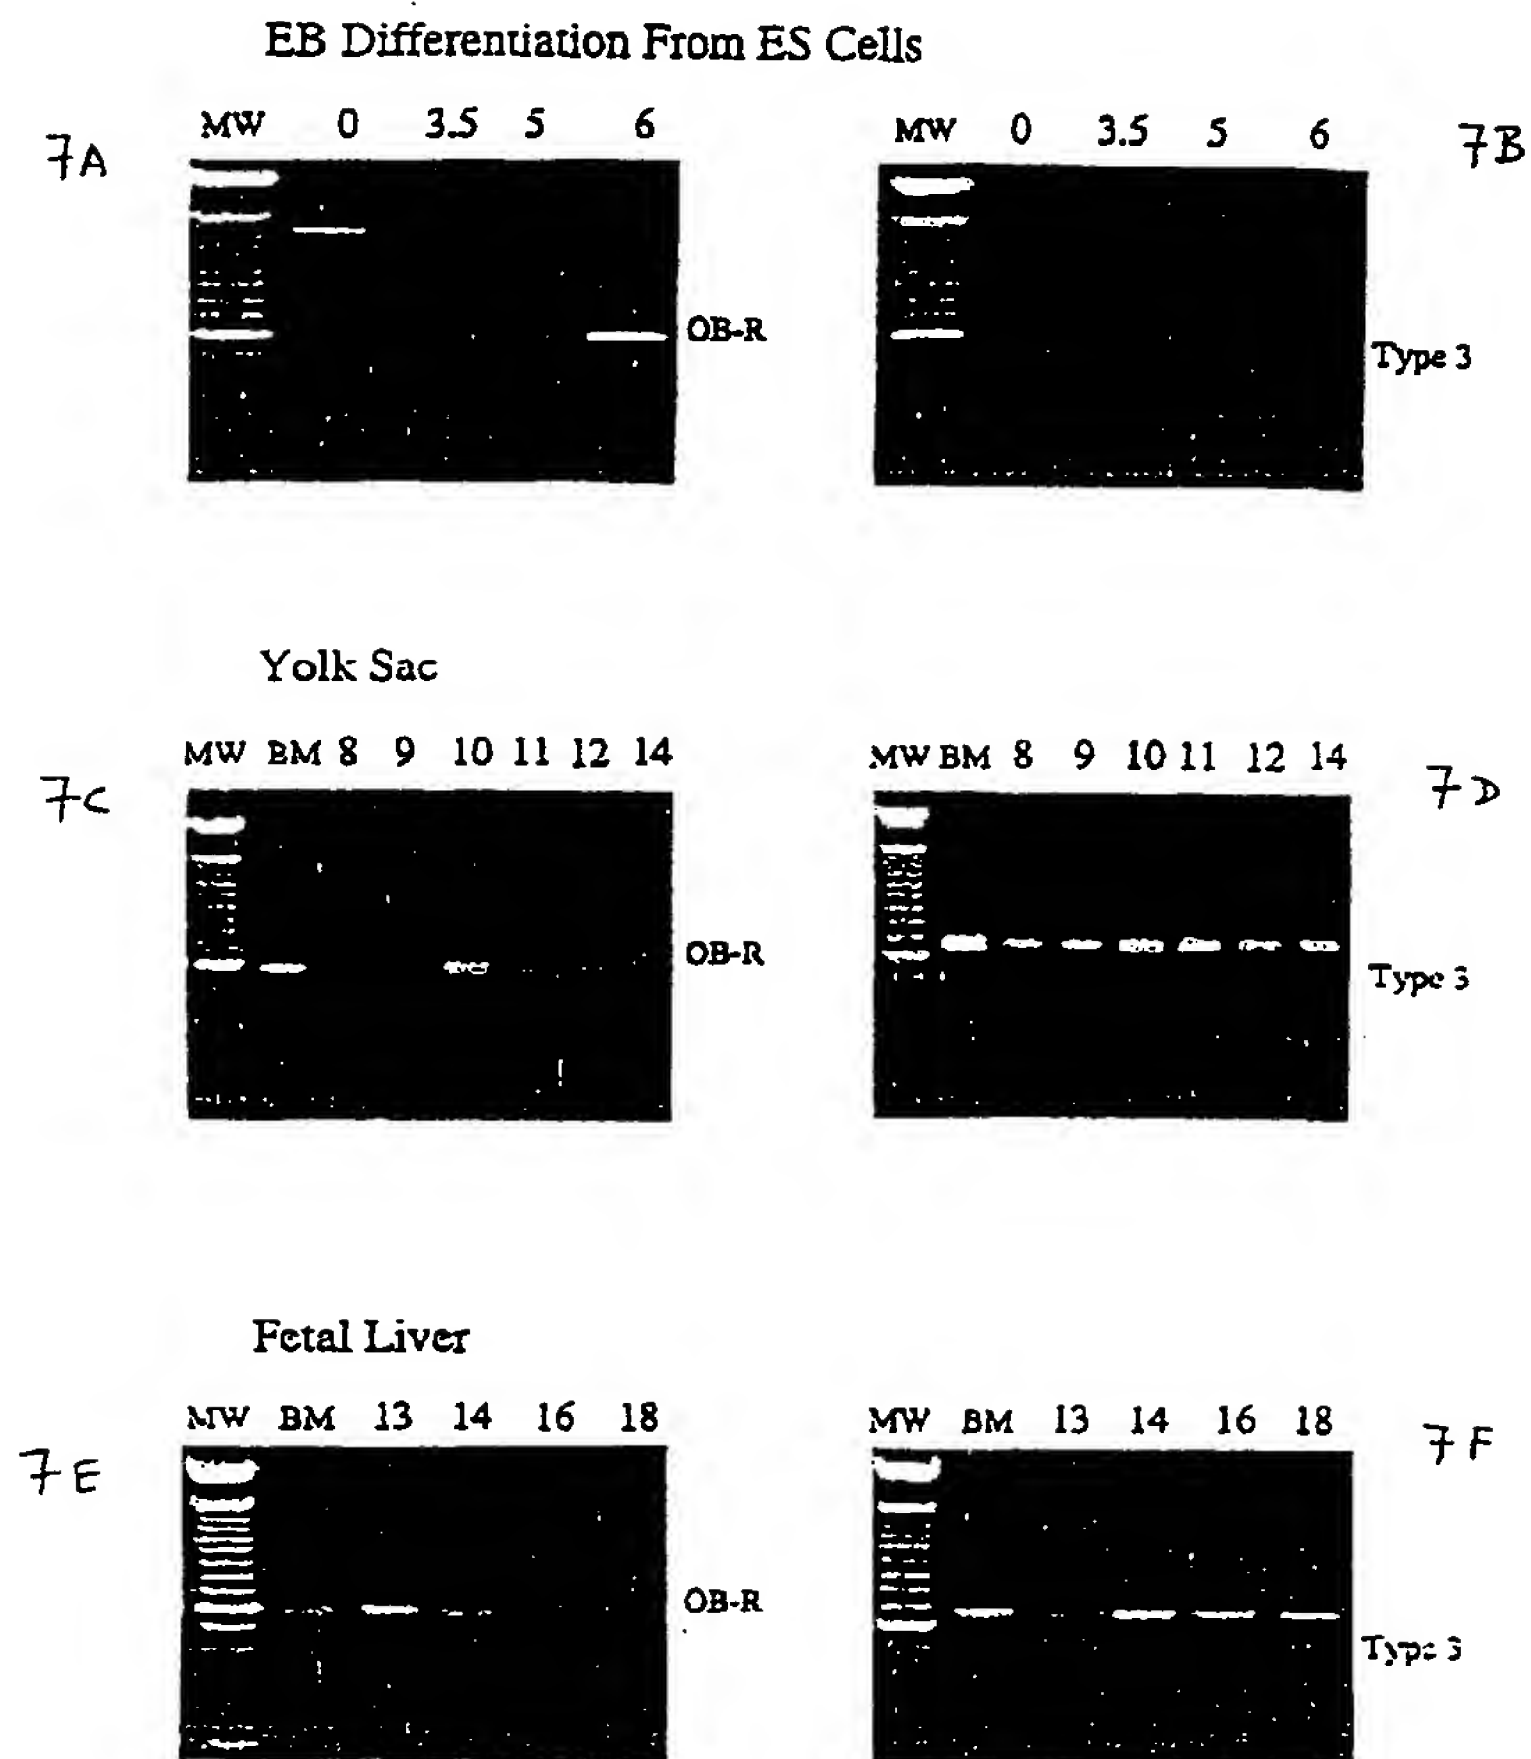 EB Differentiation From ES Cells
7A
MW 0 3.5 5 6
OB-R
MW 0 3.5 5 6
7B
Type 3
Yolk Sac
7C
MW BM 8 9 10 11 12 14
OB-R
MW BM 8 9 10 11 12 14
7D
Type 3
Fetal Liver
7E
MW BM 13 14 16 18
OB-R
MW BM 13 14 16 18
7F
Type 3